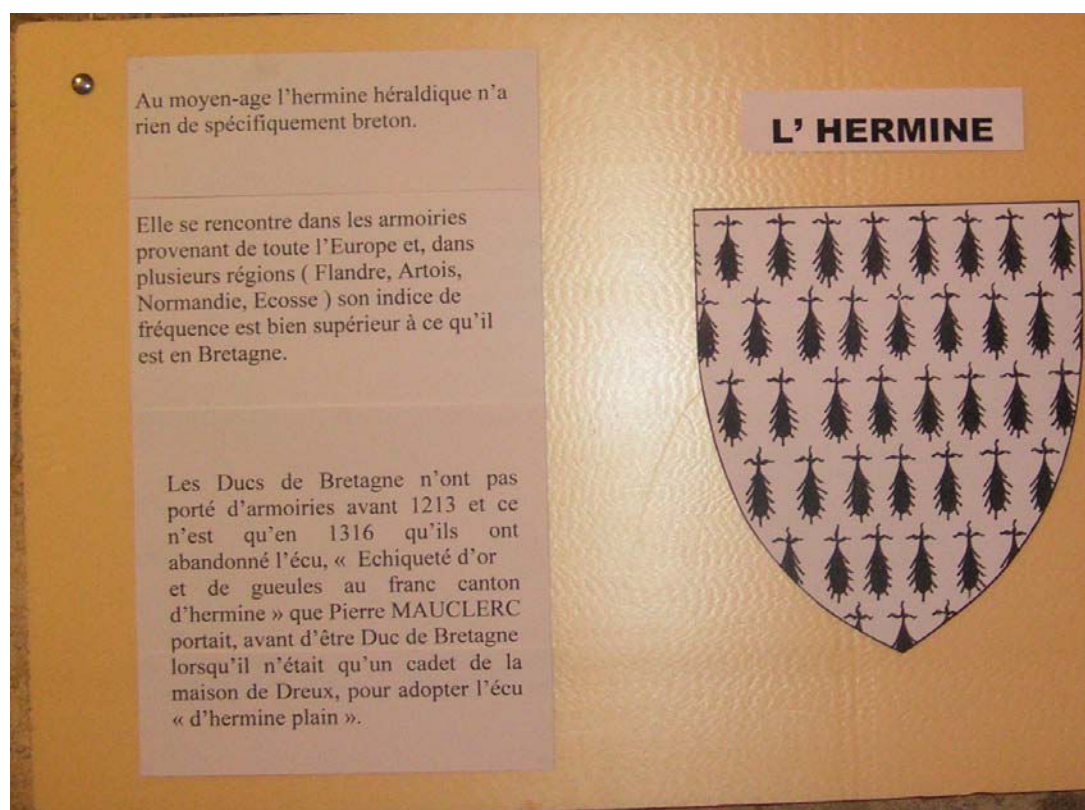 Au moyen-age l'hermine héraldique n'a
rien de spécifiquement breton.
Elle se rencontre dans les armoiries
provenant de toute l'Europe et, dans
plusieurs régions ( Flandre, Artois,
Normandie, Ecosse ) son indice de
fréquence est bien supérieur à ce qu'il
est en Bretagne.
Les Ducs de Bretagne n'ont pas
porté d'armoiries avant 1213 et ce
n'est qu'en 1316 qu'ils ont
abandonné l'écu, « Echiqueté d'or
et de gueules au franc canton
d'hermine » que Pierre MAUCLERC
portait, avant d'être Duc de Bretagne
lorsqu'il n'était qu'un cadet de la
maison de Dreux, pour adopter l'écu
« d'hermine plain ».
L' HERMINE